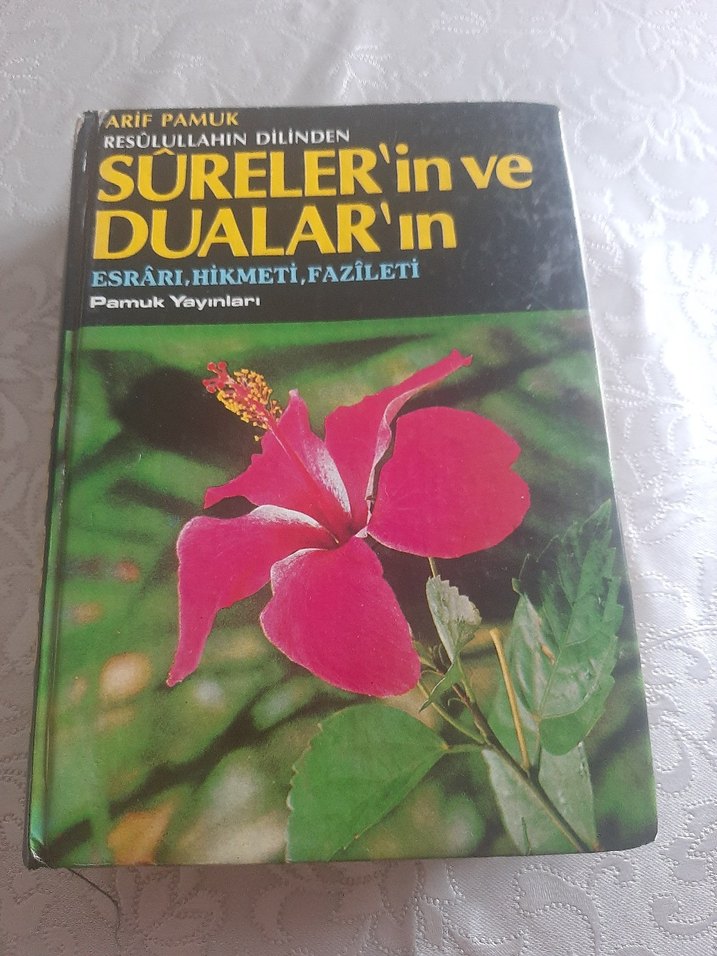 ARİF PAMUK
RESÛLULLAHIN DİLİNDEN
SÛRELER'in ve
DUALAR'ın
ESRÂRI, HİKMETİ, FAZÎLETİ
Pamuk Yayınları